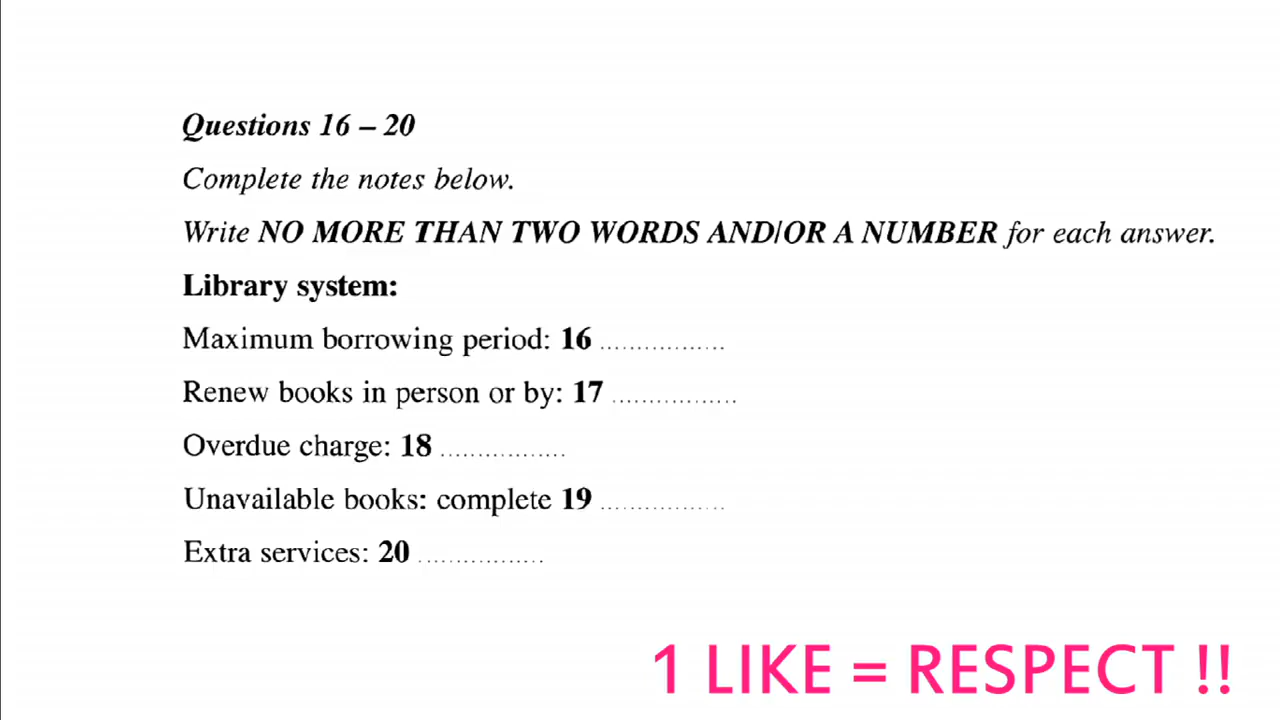 Questions 16 – 20
Complete the notes below.
Write NO MORE THAN TWO WORDS AND/OR A NUMBER for each answer.
Library system:
Maximum borrowing period: 16 .................
Renew books in person or by: 17 .................
Overdue charge: 18 .................
Unavailable books: complete 19 .................
Extra services: 20 .................
1 LIKE = RESPECT !!